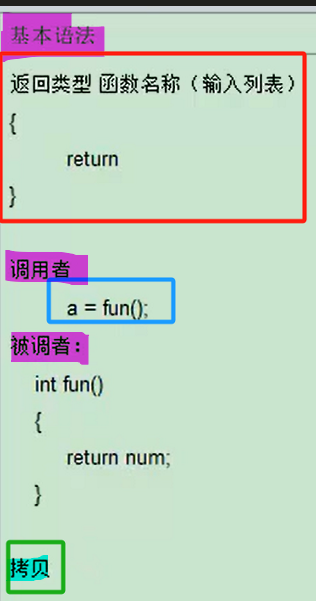 基本语法
返回类型 函数名称（输入列表）
{
return
}
调用者
a = fun();
被调者：
int fun()
{
return num;
}
拷贝